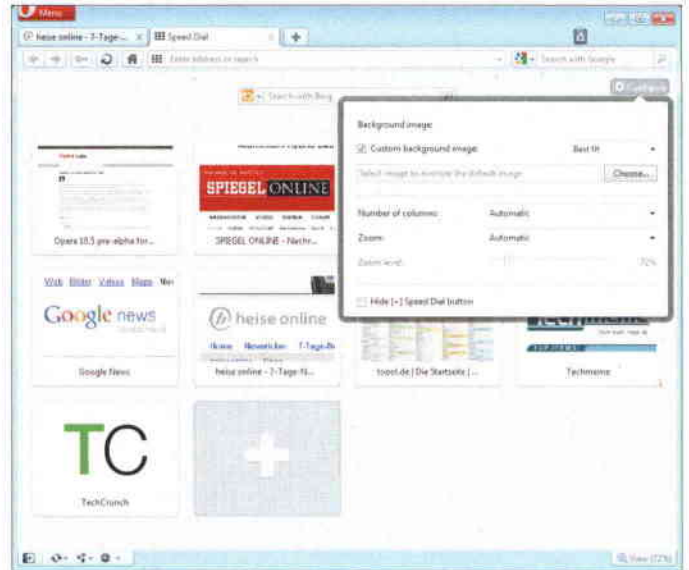 Menu
heise online - 7-Tage-...
Speed Dial
Enter address or search
Search with Google
Search with Bing
Configure
Background image:
Custom background image:
Best fit
Select image to override the default image
Choose...
Number of columns:
Automatic
Zoom:
Automatic
Zoom level:
72%
Hide [+] Speed Dial button
Opera 10.5 pre-alpha for...
SPIEGEL ONLINE
SPIEGEL ONLINE - Nachr...
Web Bilder Videos Maps
Google news
Google News
heise online
Home Newsticker 7-Tage-
heise online - 7-Tage-N...
Die Startseite | ...
Techmeme
TC
TechCrunch
View (72%)